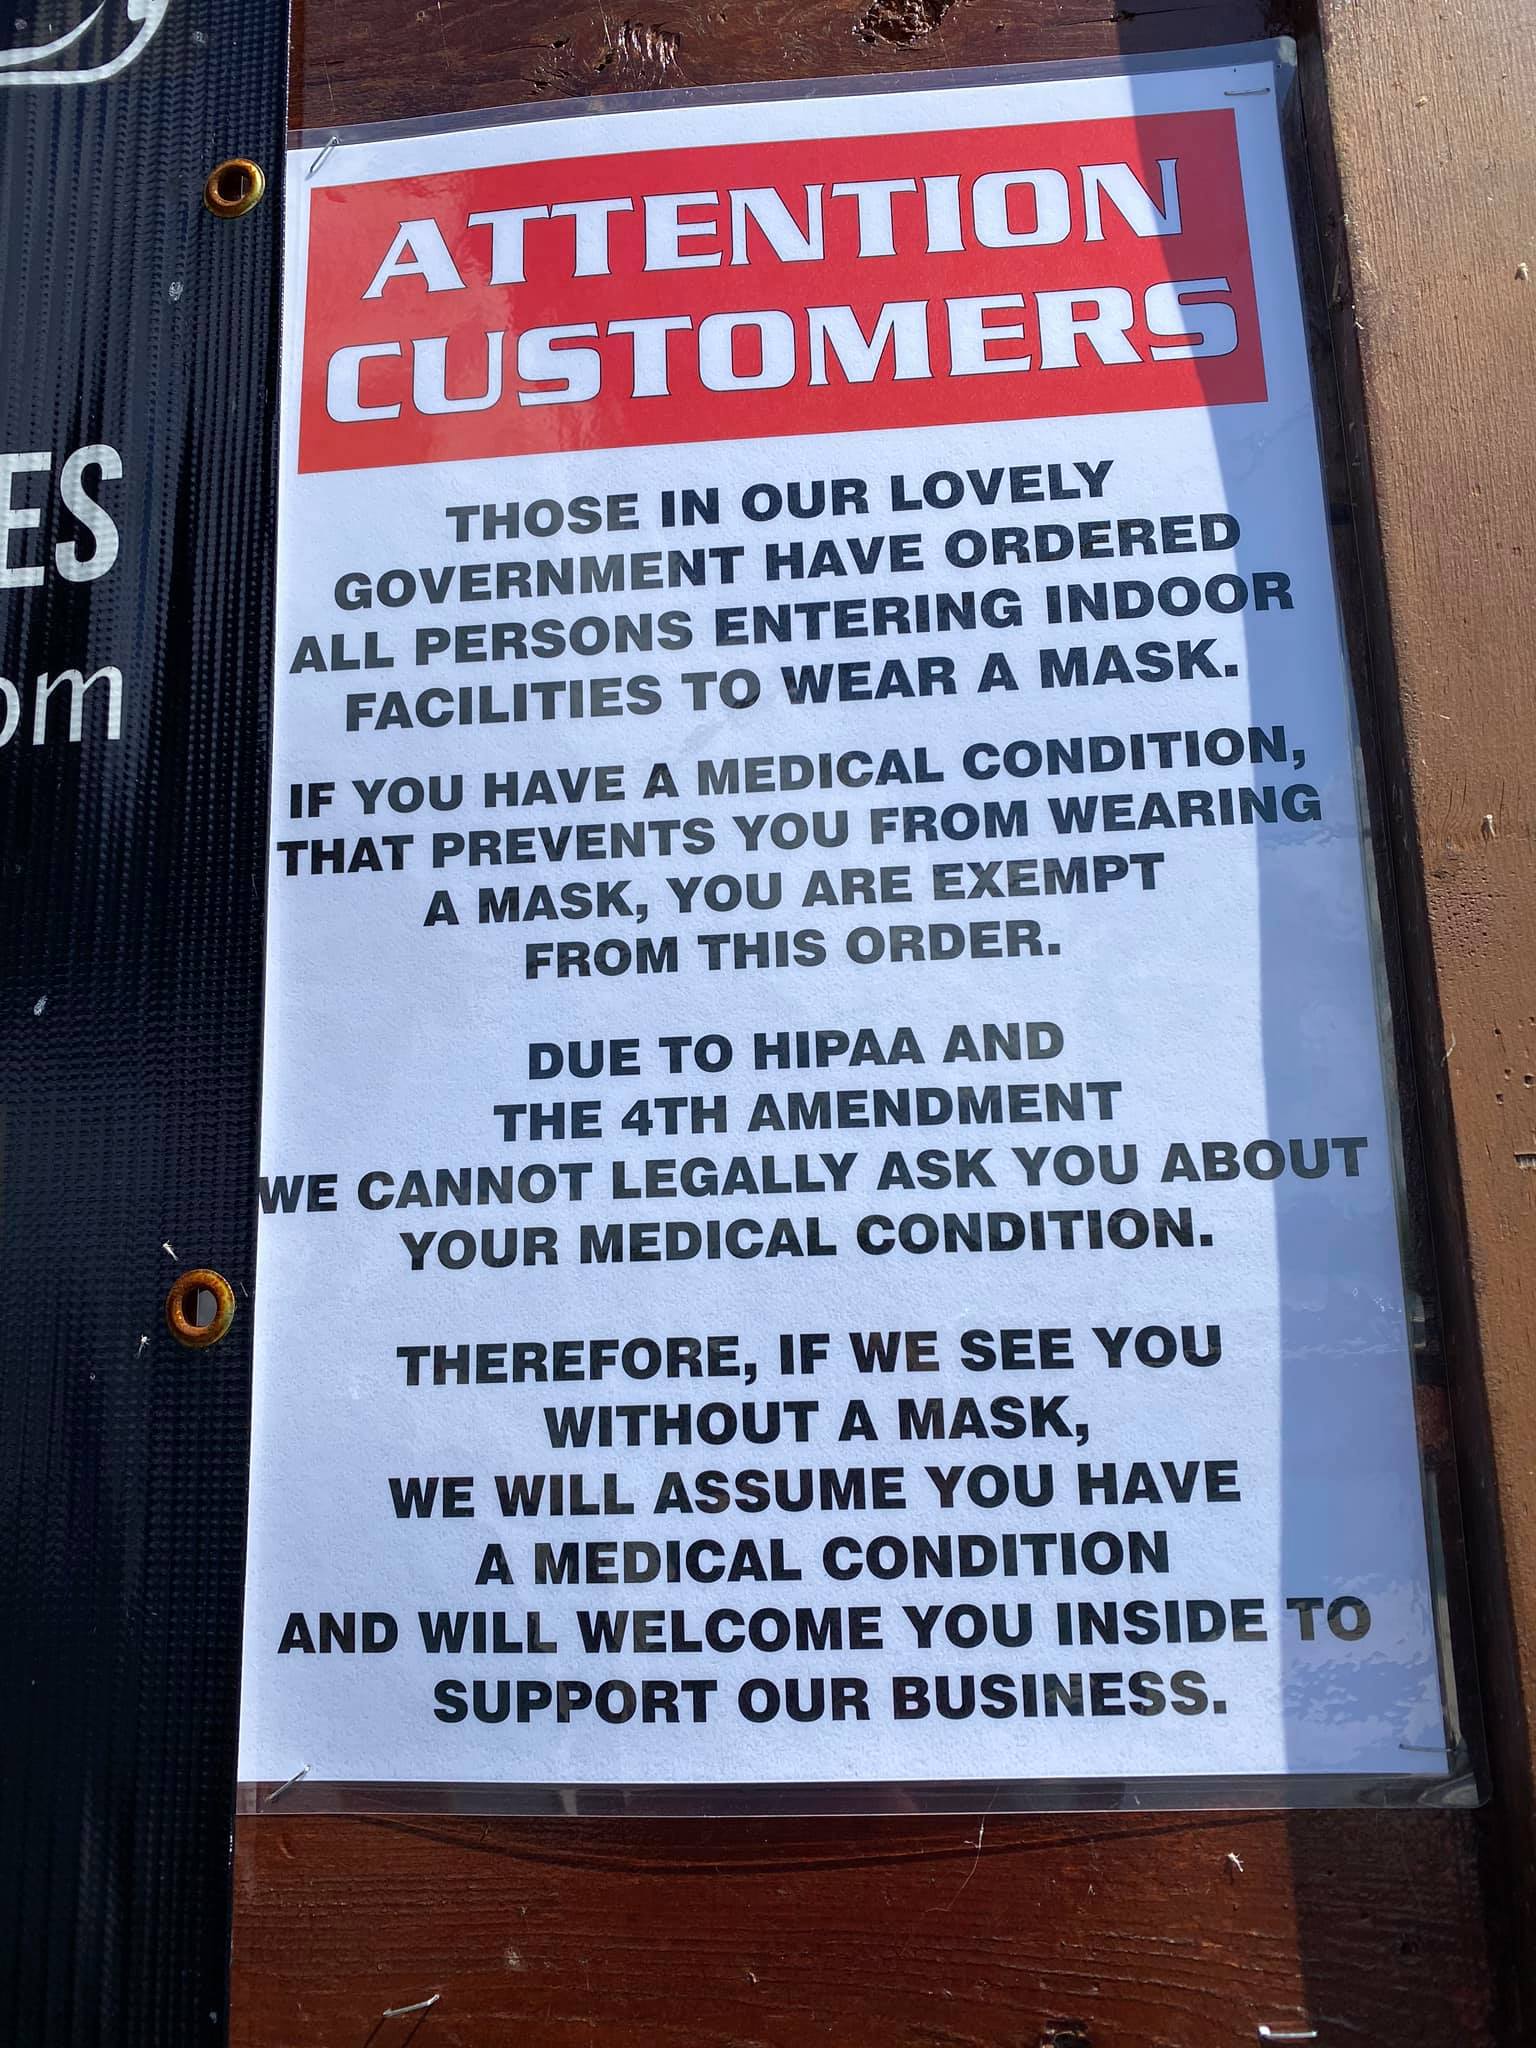 ES
om
ATTENTION
CUSTOMERS
THOSE IN OUR LOVELY
GOVERNMENT HAVE ORDERED
ALL PERSONS ENTERING INDOOR
FACILITIES TO WEAR A MASK.
IF YOU HAVE A MEDICAL CONDITION,
THAT PREVENTS YOU FROM WEARING
A MASK, YOU ARE EXEMPT
FROM THIS ORDER.
DUE TO HIPAA AND
THE 4TH AMENDMENT
WE CANNOT LEGALLY ASK YOU ABOUT
YOUR MEDICAL CONDITION.
THEREFORE, IF WE SEE YOU
WITHOUT A MASK,
WE WILL ASSUME YOU HAVE
A MEDICAL CONDITION
AND WILL WELCOME YOU INSIDE TO
SUPPORT OUR BUSINESS.